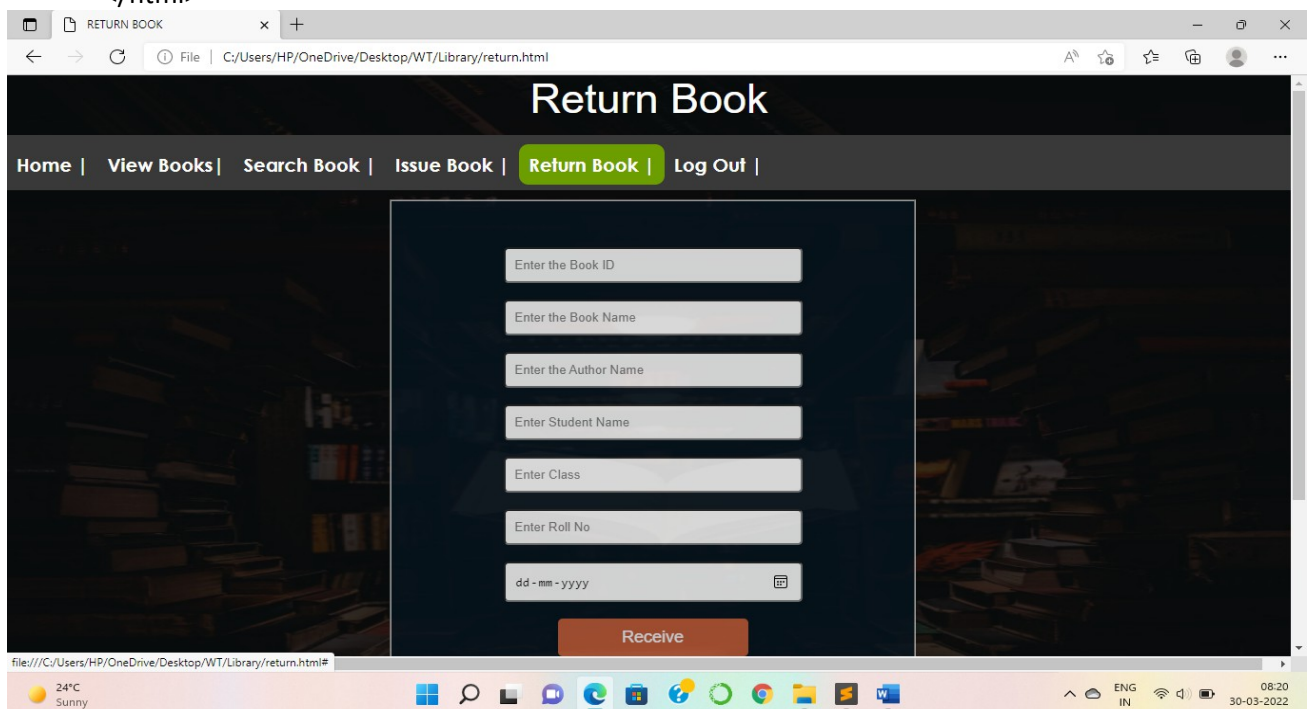 </html>
RETURN BOOK
File | C:/Users/HP/OneDrive/Desktop/WT/Library/return.html
Return Book
Home | View Books| Search Book | Issue Book | Return Book | Log Out |
Enter the Book ID
Enter the Book Name
Enter the Author Name
Enter Student Name
Enter Class
Enter Roll No
dd-mm-yyyy
Receive
file:///C:/Users/HP/OneDrive/Desktop/WT/Library/return.html#
24°C
Sunny
ENG
IN
08:20
30-03-2022